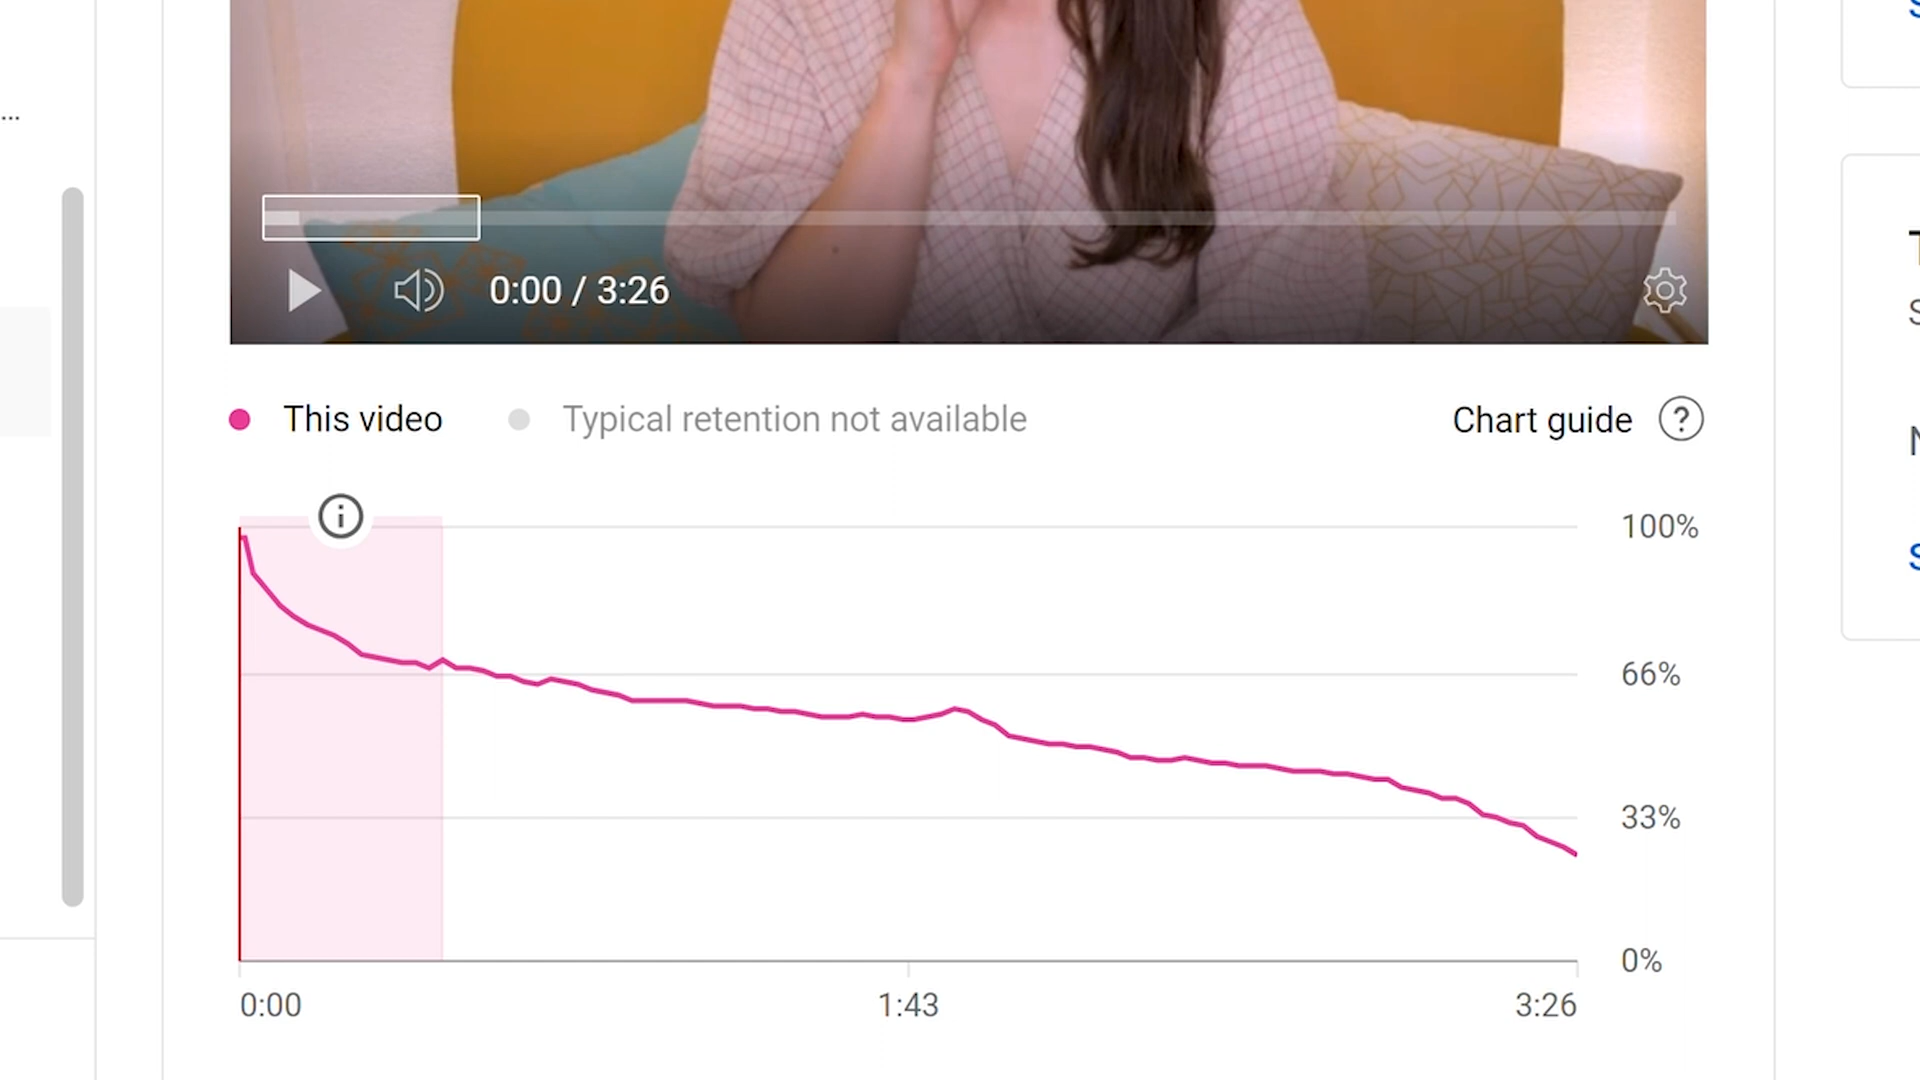 ...
0:00 / 3:26
This video
Typical retention not available
Chart guide ?
i
100%
66%
33%
0%
0:00
1:43
3:26